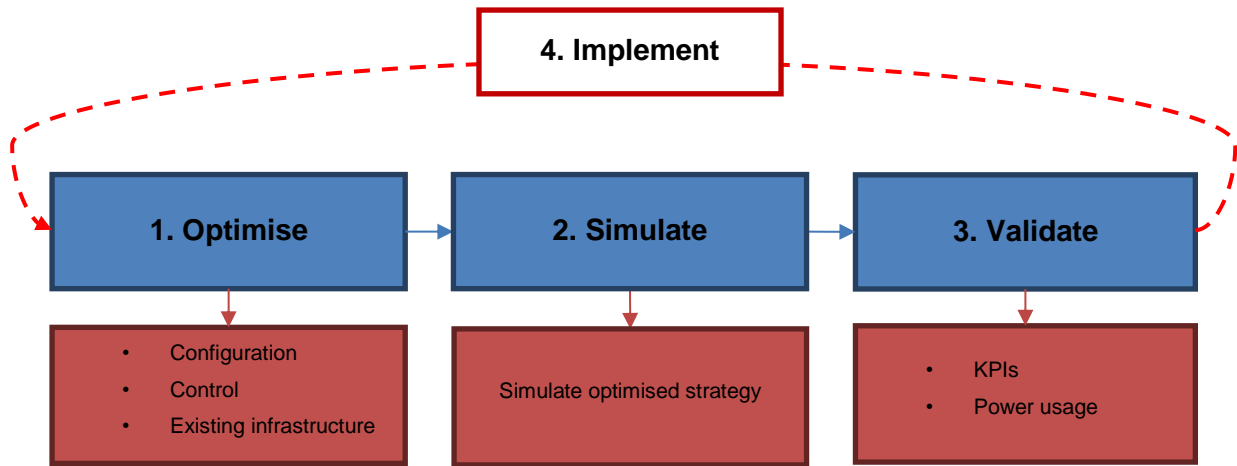 4. Implement
1. Optimise
2. Simulate
3. Validate
• Configuration
• Control
• Existing infrastructure
Simulate optimised strategy
• KPIs
• Power usage